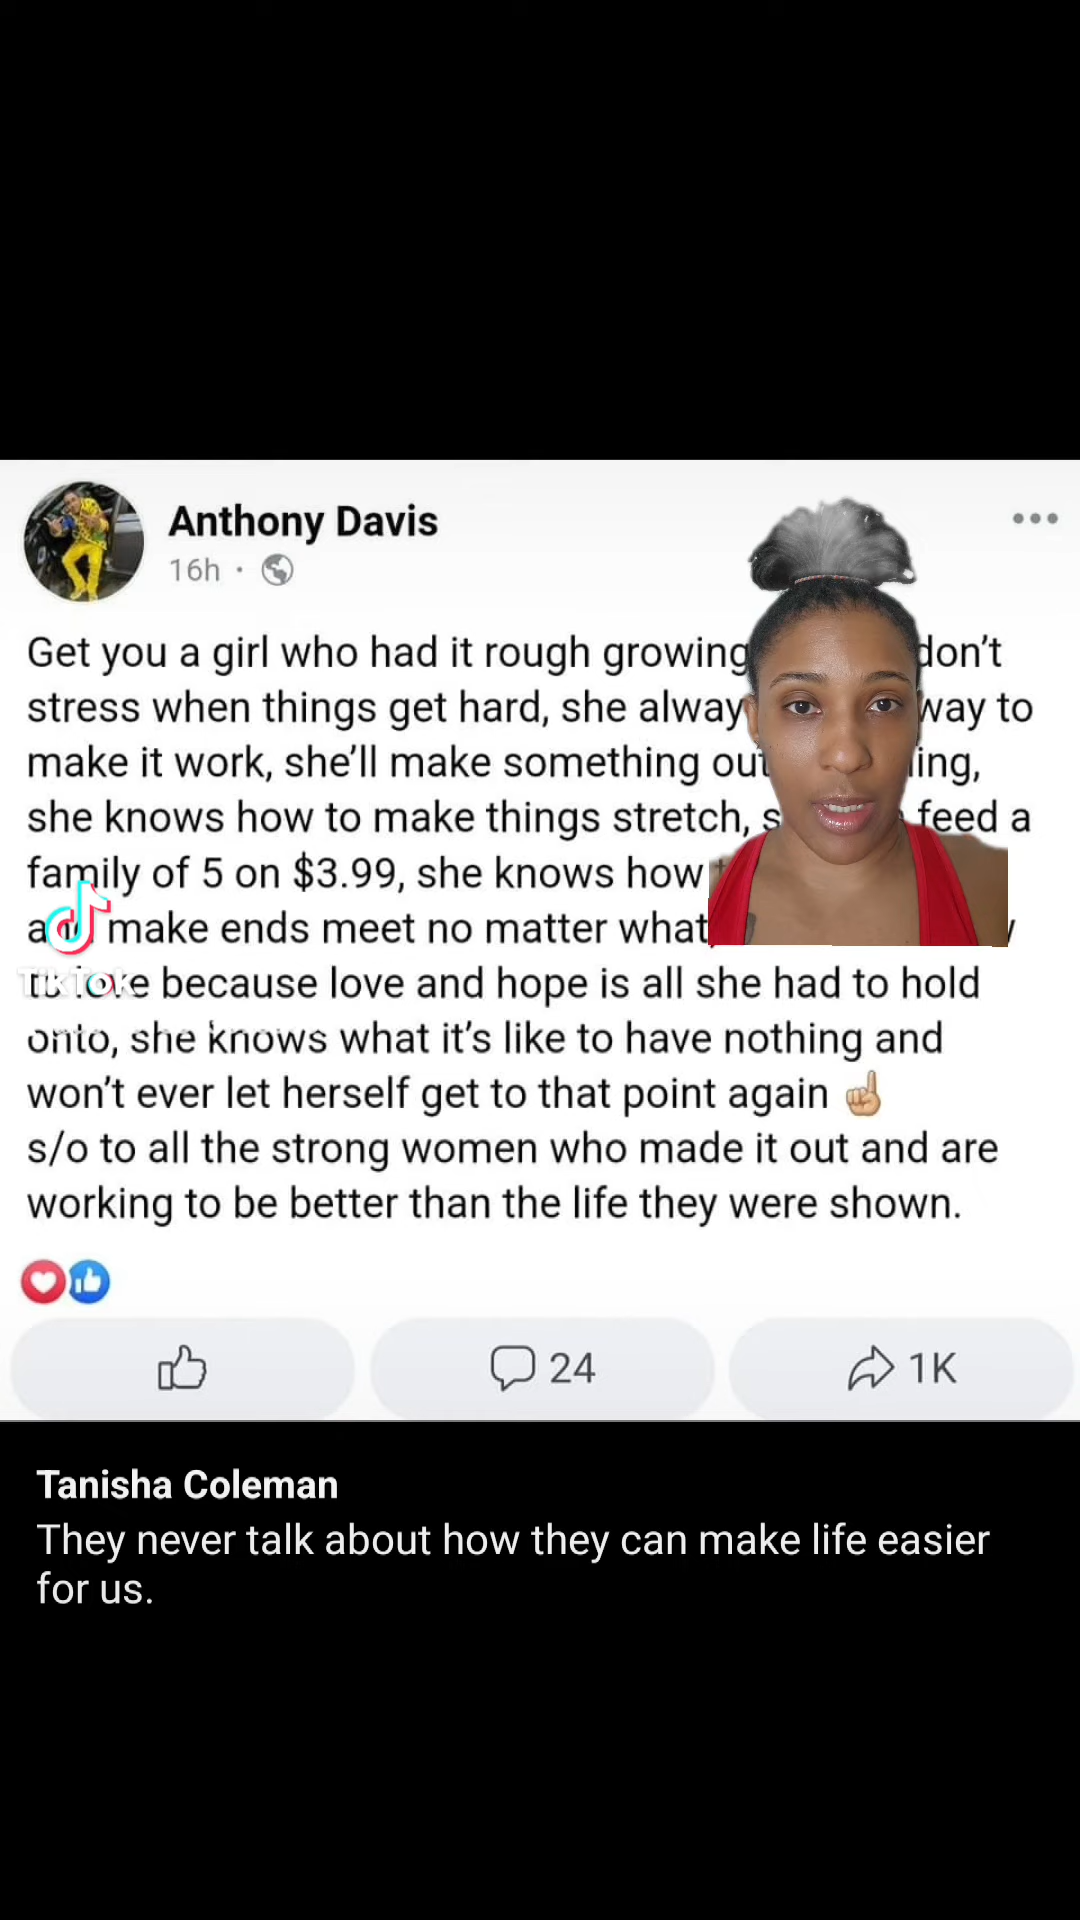 Anthony Davis
16h ·
Get you a girl who had it rough growing don't
stress when things get hard, she way to
make it work, she'll make something
she knows how to make things stretch, feed a
family of 5 on $3.99, she knows how
make ends meet no matter what
because love and hope is all she had to hold
onto, she knows what it's like to have nothing and
won't ever let herself get to that point again ☝🏼
s/o to all the strong women who made it out and are
working to be better than the life they were shown.
24
1K
TikTok
Tanisha Coleman
They never talk about how they can make life easier
for us.